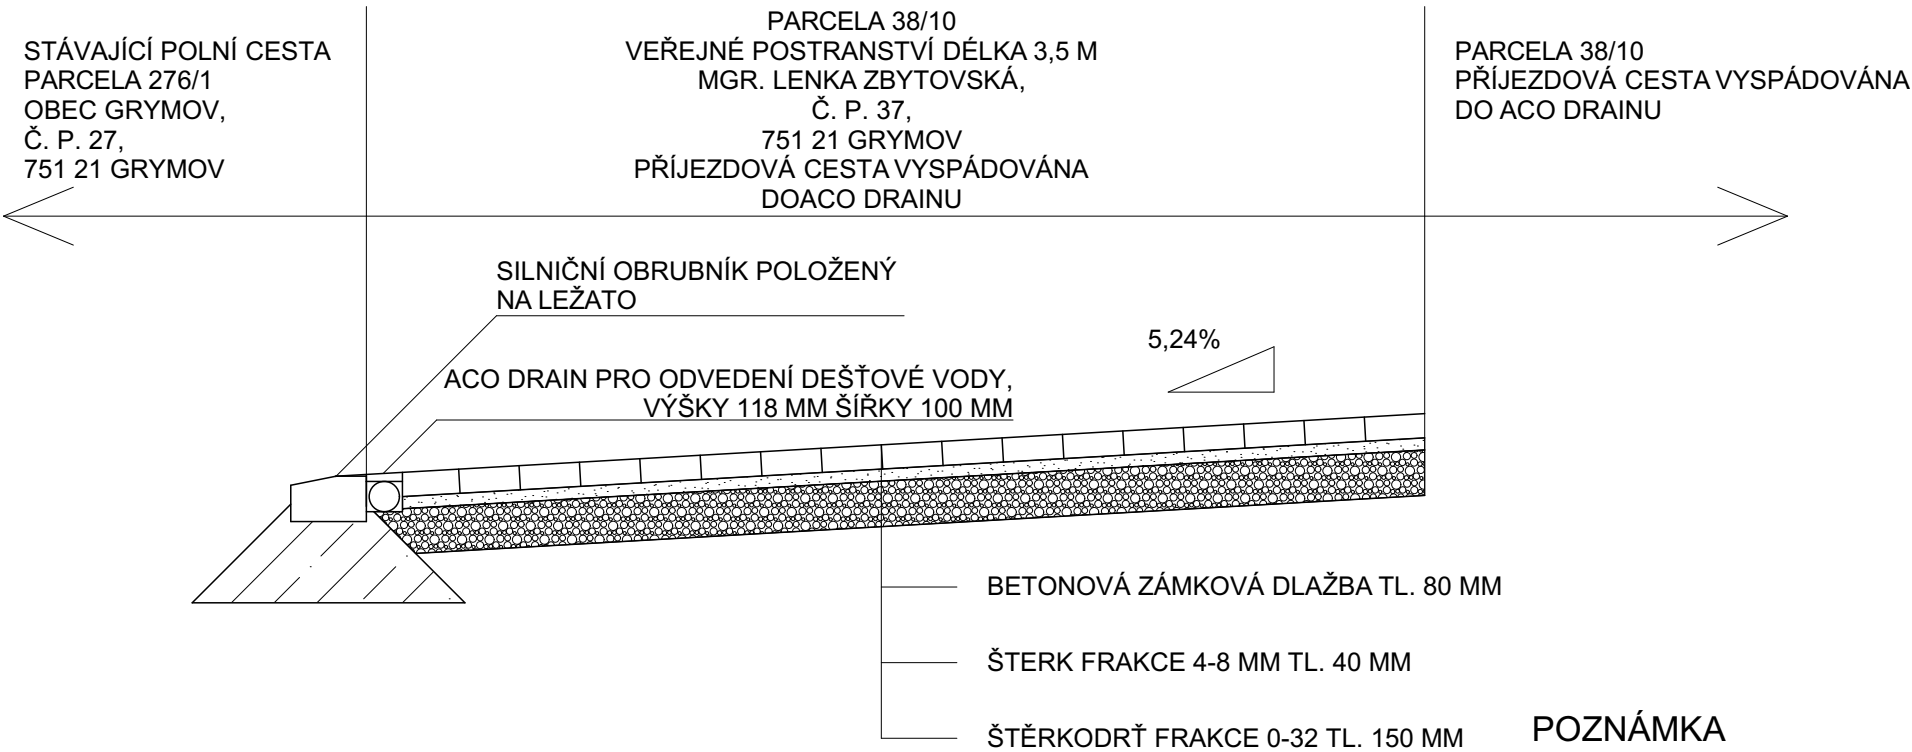 STÁVAJÍCÍ POLNÍ CESTA
PARCELA 276/1
OBEC GRYMOV,
Č. P. 27,
751 21 GRYMOV
PARCELA 38/10
VEŘEJNÉ POSTRANSTVÍ DÉLKA 3,5 M
MGR. LENKA ZBYTOVSKÁ,
Č. P. 37,
751 21 GRYMOV
PŘÍJEZDOVÁ CESTA VYSPÁDOVÁNA
DOACO DRAINU
PARCELA 38/10
PŘÍJEZDOVÁ CESTA VYSPÁDOVÁNA
DO ACO DRAINU
SILNIČNÍ OBRUBNÍK POLOŽENÝ
NA LEŽATO
5,24%
ACO DRAIN PRO ODVEDENÍ DEŠŤOVÉ VODY,
VÝŠKY 118 MM ŠÍŘKY 100 MM
BETONOVÁ ZÁMKOVÁ DLAŽBA TL. 80 MM
ŠTERK FRAKCE 4-8 MM TL. 40 MM
ŠTĚRKODRŤ FRAKCE 0-32 TL. 150 MM
POZNÁMKA